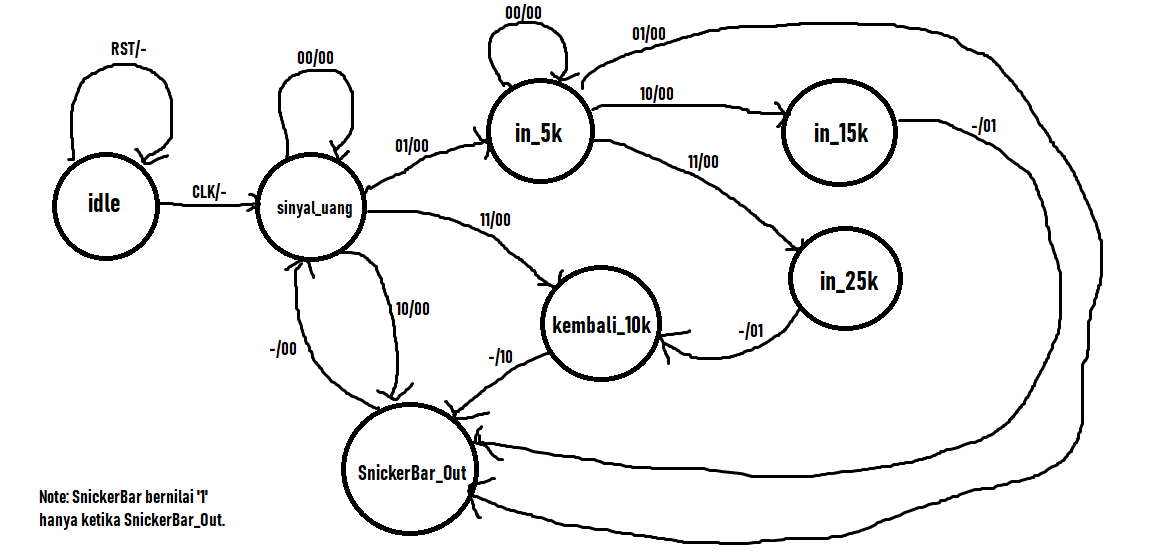 RST/-
idle
CLK/-
00/00
sinyal_uang
01/00
11/00
10/00
-/00
00/00
in_5k
01/00
10/00
in_15k
-/01
11/00
in_25k
-/01
kembali_10k
-/10
SnickerBar_Out
Note: SnickerBar bernilai '1'
hanya ketika SnickerBar_Out.